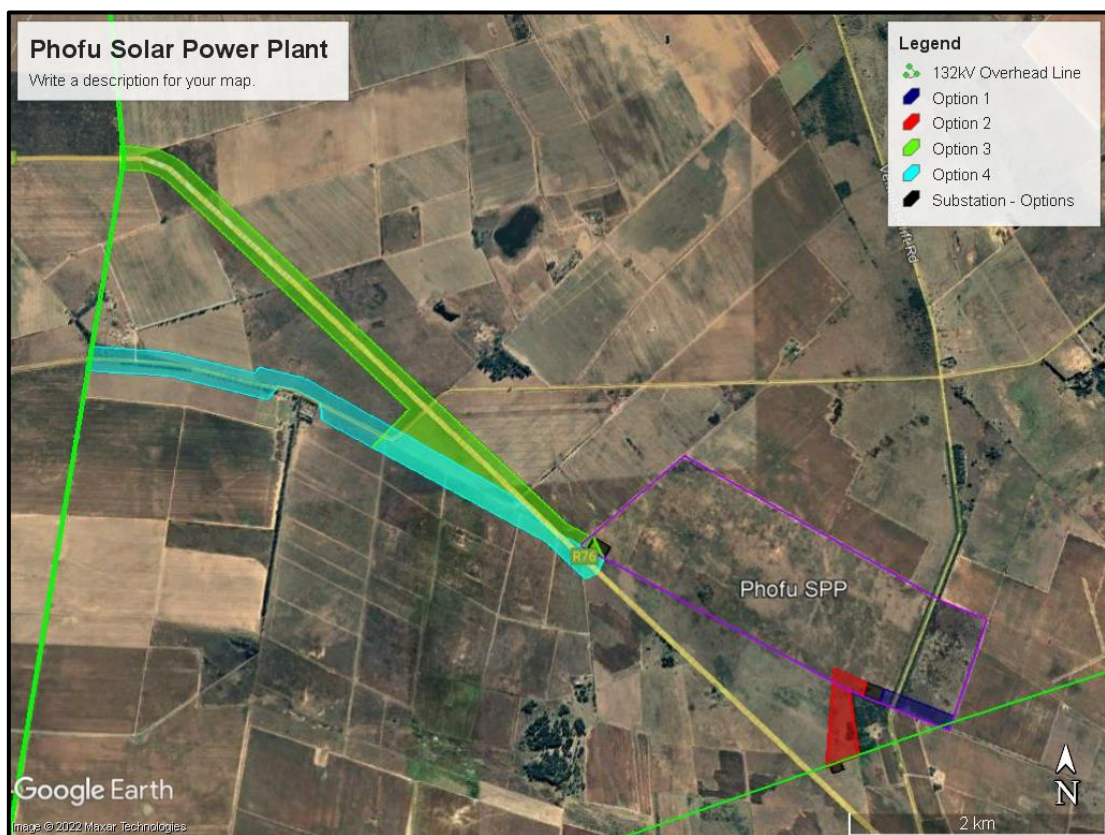 Phofu Solar Power Plant
Write a description for your map.
Legend
132kV Overhead Line
Option 1
Option 2
Option 3
Option 4
Substation - Options
R76
Phofu SPP
N
Google Earth
2 km
Image © 2022 Maxar Technologies